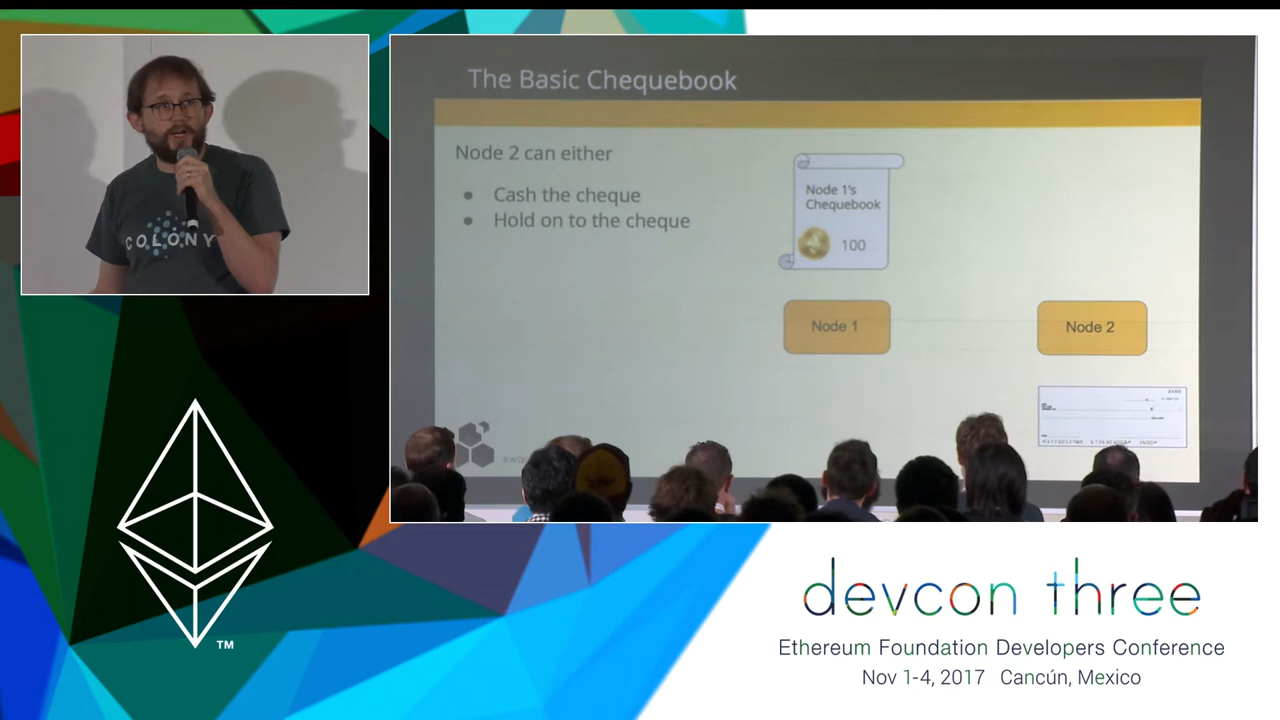 COLONY
The Basic Chequebook
Node 2 can either
● Cash the cheque
● Hold on to the cheque
Node 1's
Chequebook
100
Node 1
Node 2
TM
devcon three
Ethereum Foundation Developers Conference
Nov 1-4, 2017 Cancún, Mexico